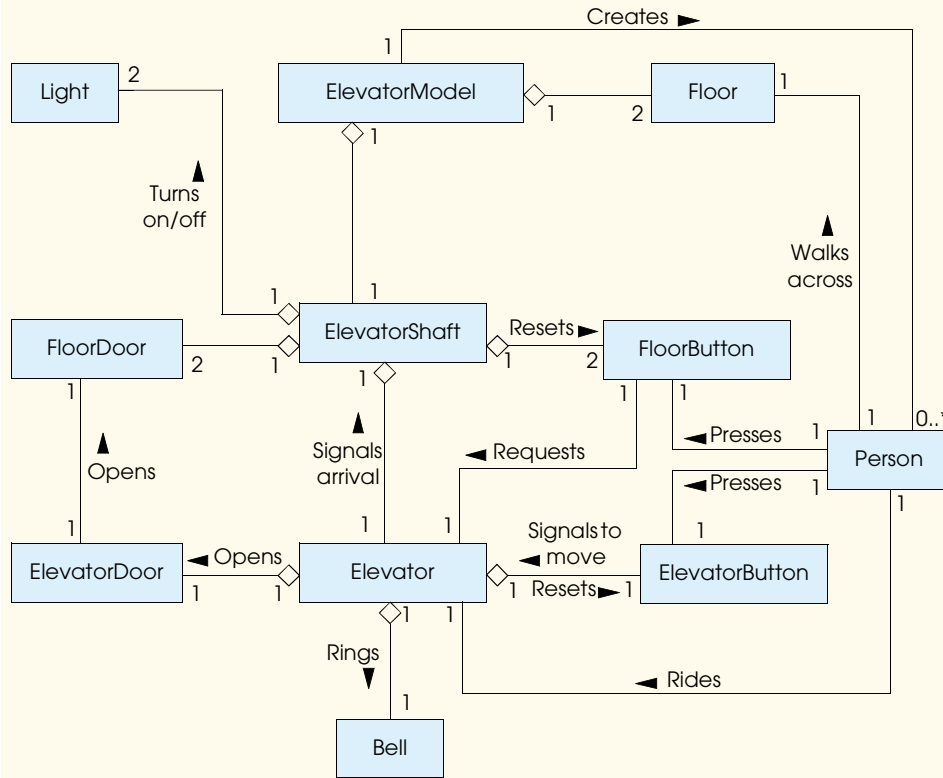 Creates
1
2
1
Light
ElevatorModel
Floor
1
2
1
Turns
on/off
Walks
across
1
1
ElevatorShaft
Resets
FloorDoor
FloorButton
2
1
1
2
1
1
1
1
1
0..*
Signals
arrival
Requests
Presses
1
Person
Opens
Presses
1
1
1
1
1
Signals to
move
1
ElevatorDoor
Opens
Elevator
ElevatorButton
1
1
1
Resets
1
1
1
Rings
Rides
1
Bell